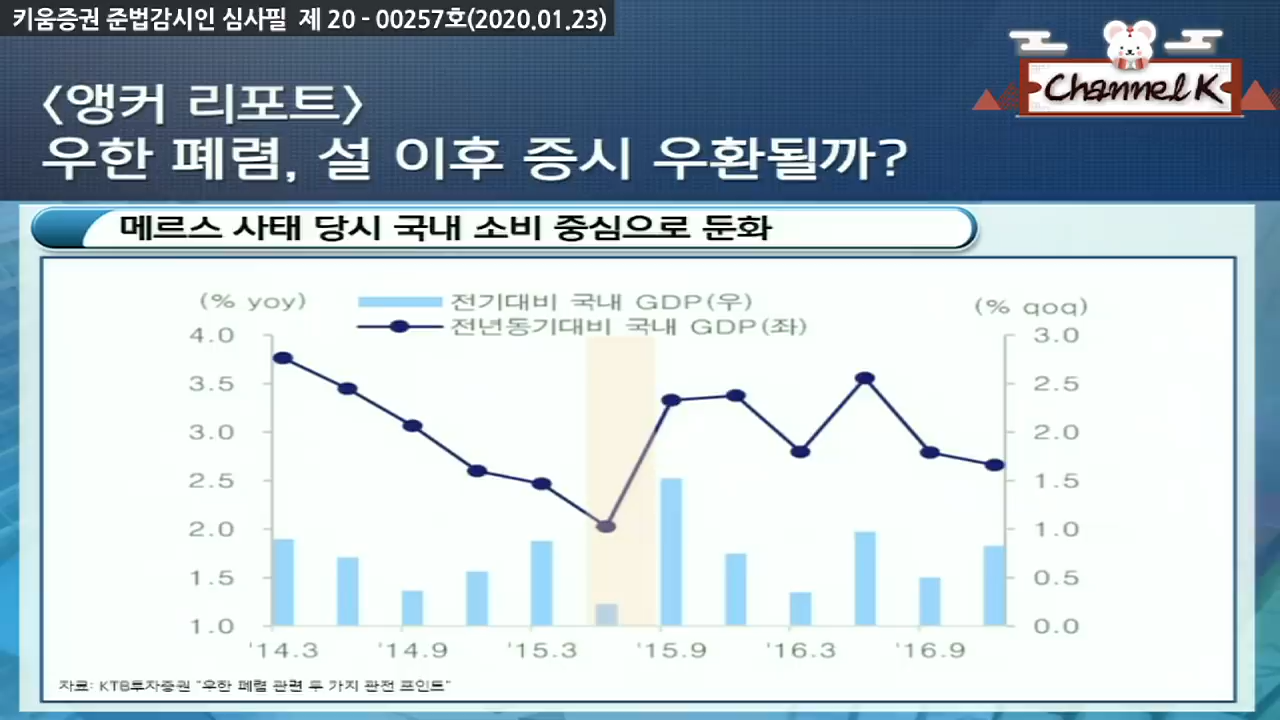 키움증권 준법감시인 심사필 제 20 - 00257호(2020.01.23)
Channel K
<앵커 리포트>
우한 폐렴, 설 이후 증시 우환될까?
메르스 사태 당시 국내 소비 중심으로 둔화
(% yoy)
전기대비 국내 GDP(우)
(% qoq)
전년동기대비 국내 GDP(좌)
4.0
3.0
3.5
2.5
3.0
2.0
2.5
1.5
2.0
1.0
1.5
0.5
1.0
0.0
'14.3 '14.9 '15.3 '15.9 '16.3 '16.9
자료: KTB투자증권 "우한 폐렴 관련 두 가지 관전 포인트"